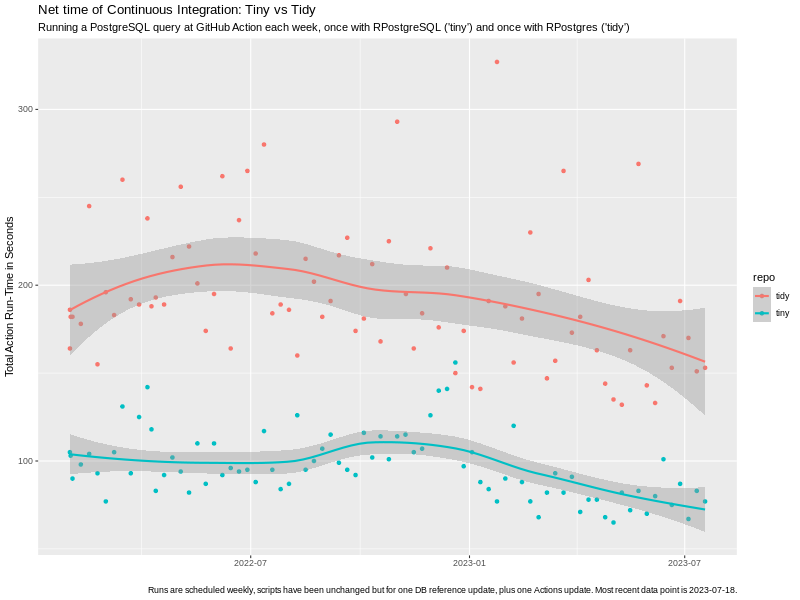 Net time of Continuous Integration: Tiny vs Tidy
Running a PostgreSQL query at GitHub Action each week, once with RPostgreSQL ('tiny') and once with RPostgres ('tidy')
Total Action Run-Time in Seconds
300
200
100
2022-07
2023-01
2023-07
repo
tidy
tiny
Runs are scheduled weekly, scripts have been unchanged but for one DB reference update, plus one Actions update. Most recent data point is 2023-07-18.